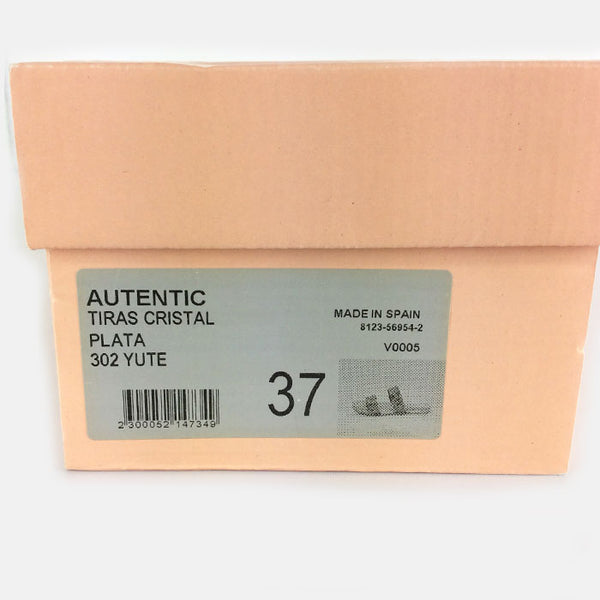 AUTENTIC
TIRAS CRISTAL
PLATA
302 YUTE
MADE IN SPAIN
8123-56954-2
V0005
37
2 300052 147349